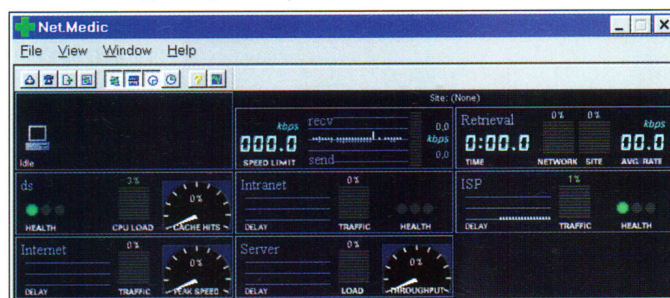 Net.Medic
File View Window Help
Site: (None)
Idle
kbps
000.0
SPEED LIMIT
recv
send
0,0
kbps
0,0
Retrieval
0%
0%
kbps
0:00.0
00.0
TIME
NETWORK
SITE
AVG. RATE
ds
3%
0%
HEALTH
CPU LOAD
CACHE HITS
Intranet
0%
DELAY
TRAFFIC
HEALTH
ISP
1%
DELAY
TRAFFIC
HEALTH
Internet
0%
0%
DELAY
TRAFFIC
PEAK SPEED
Server
0%
0%
DELAY
LOAD
THROUGHPUT